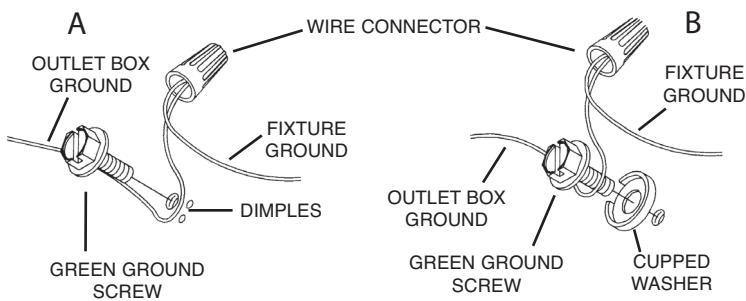 A
WIRE CONNECTOR
B
OUTLET BOX
GROUND
FIXTURE
GROUND
DIMPLES
GREEN GROUND
SCREW
FIXTURE
GROUND
OUTLET BOX
GROUND
GREEN GROUND
SCREW
CUPPED
WASHER